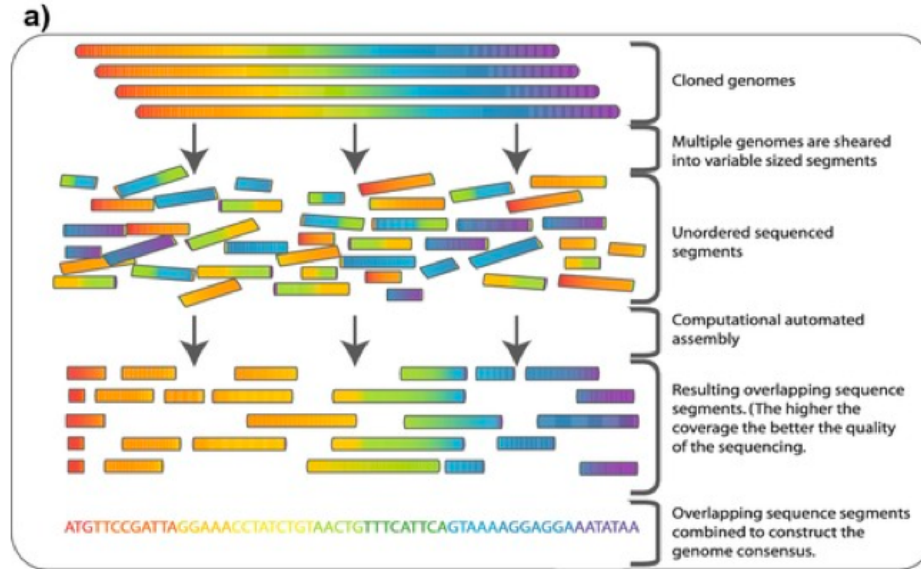 a)
Cloned genomes
Multiple genomes are sheared
into variable sized segments
Unordered sequenced
segments
Computational automated
assembly
Resulting overlapping sequence
segments. (The higher the
coverage the better the quality
of the sequencing.
ATGTTCCGATTAGGAAACCTATCTGTAACTGTTTCATTCAGTAAAAGGAGGAAATATAA
Overlapping sequence segments
combined to construct the
genome consensus.